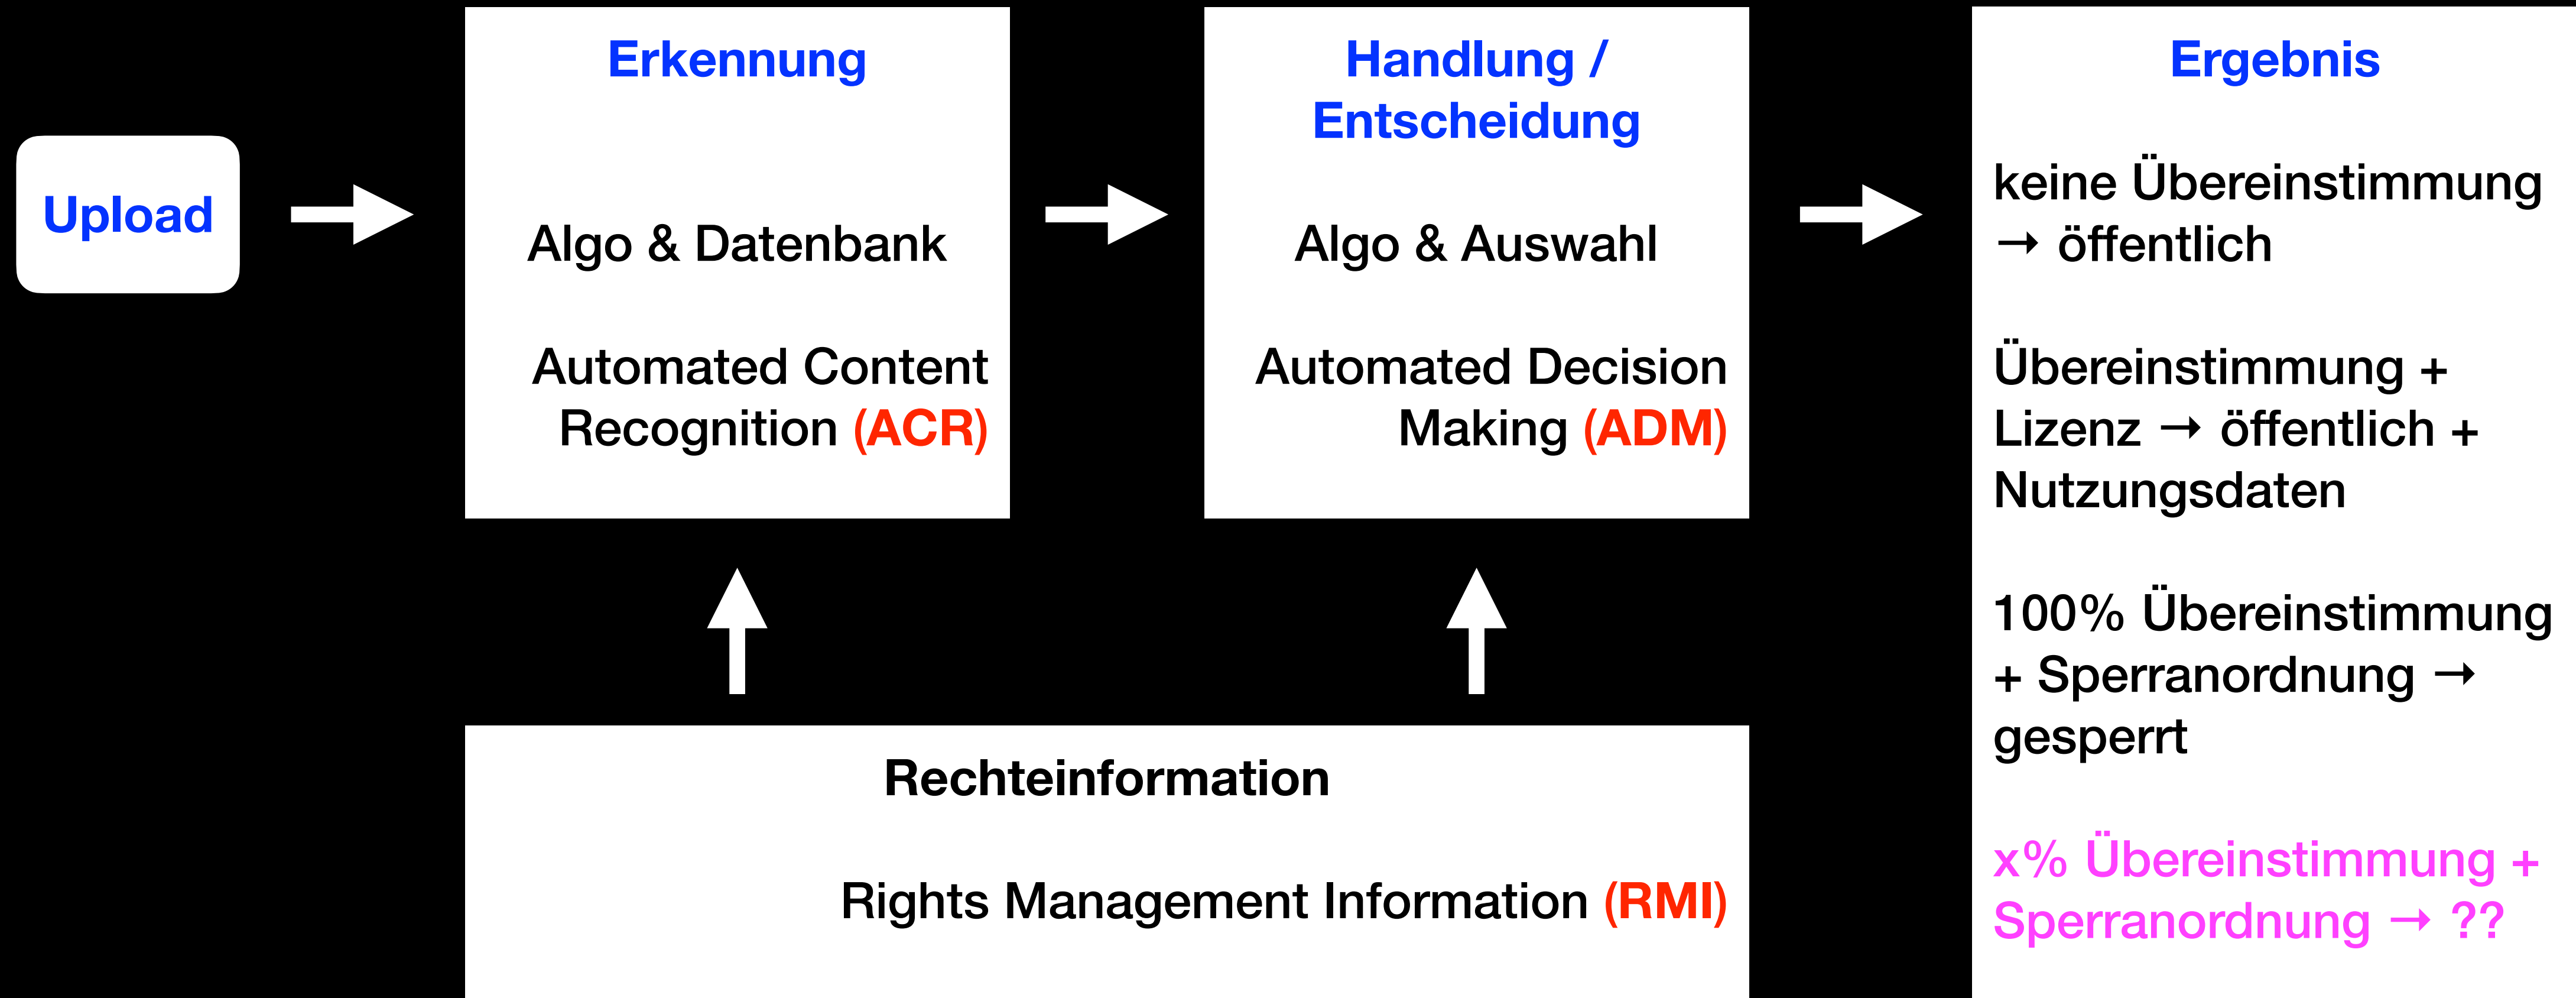 Upload
Erkennung
Algo & Datenbank
Automated Content
Recognition (ACR)
Handlung /
Entscheidung
Algo & Auswahl
Automated Decision
Making (ADM)
Rechteinformation
Rights Management Information (RMI)
Ergebnis
keine Übereinstimmung
→ öffentlich
Übereinstimmung +
Lizenz → öffentlich +
Nutzungsdaten
100% Übereinstimmung
+ Sperranordnung →
gesperrt
x% Übereinstimmung +
Sperranordnung → ??